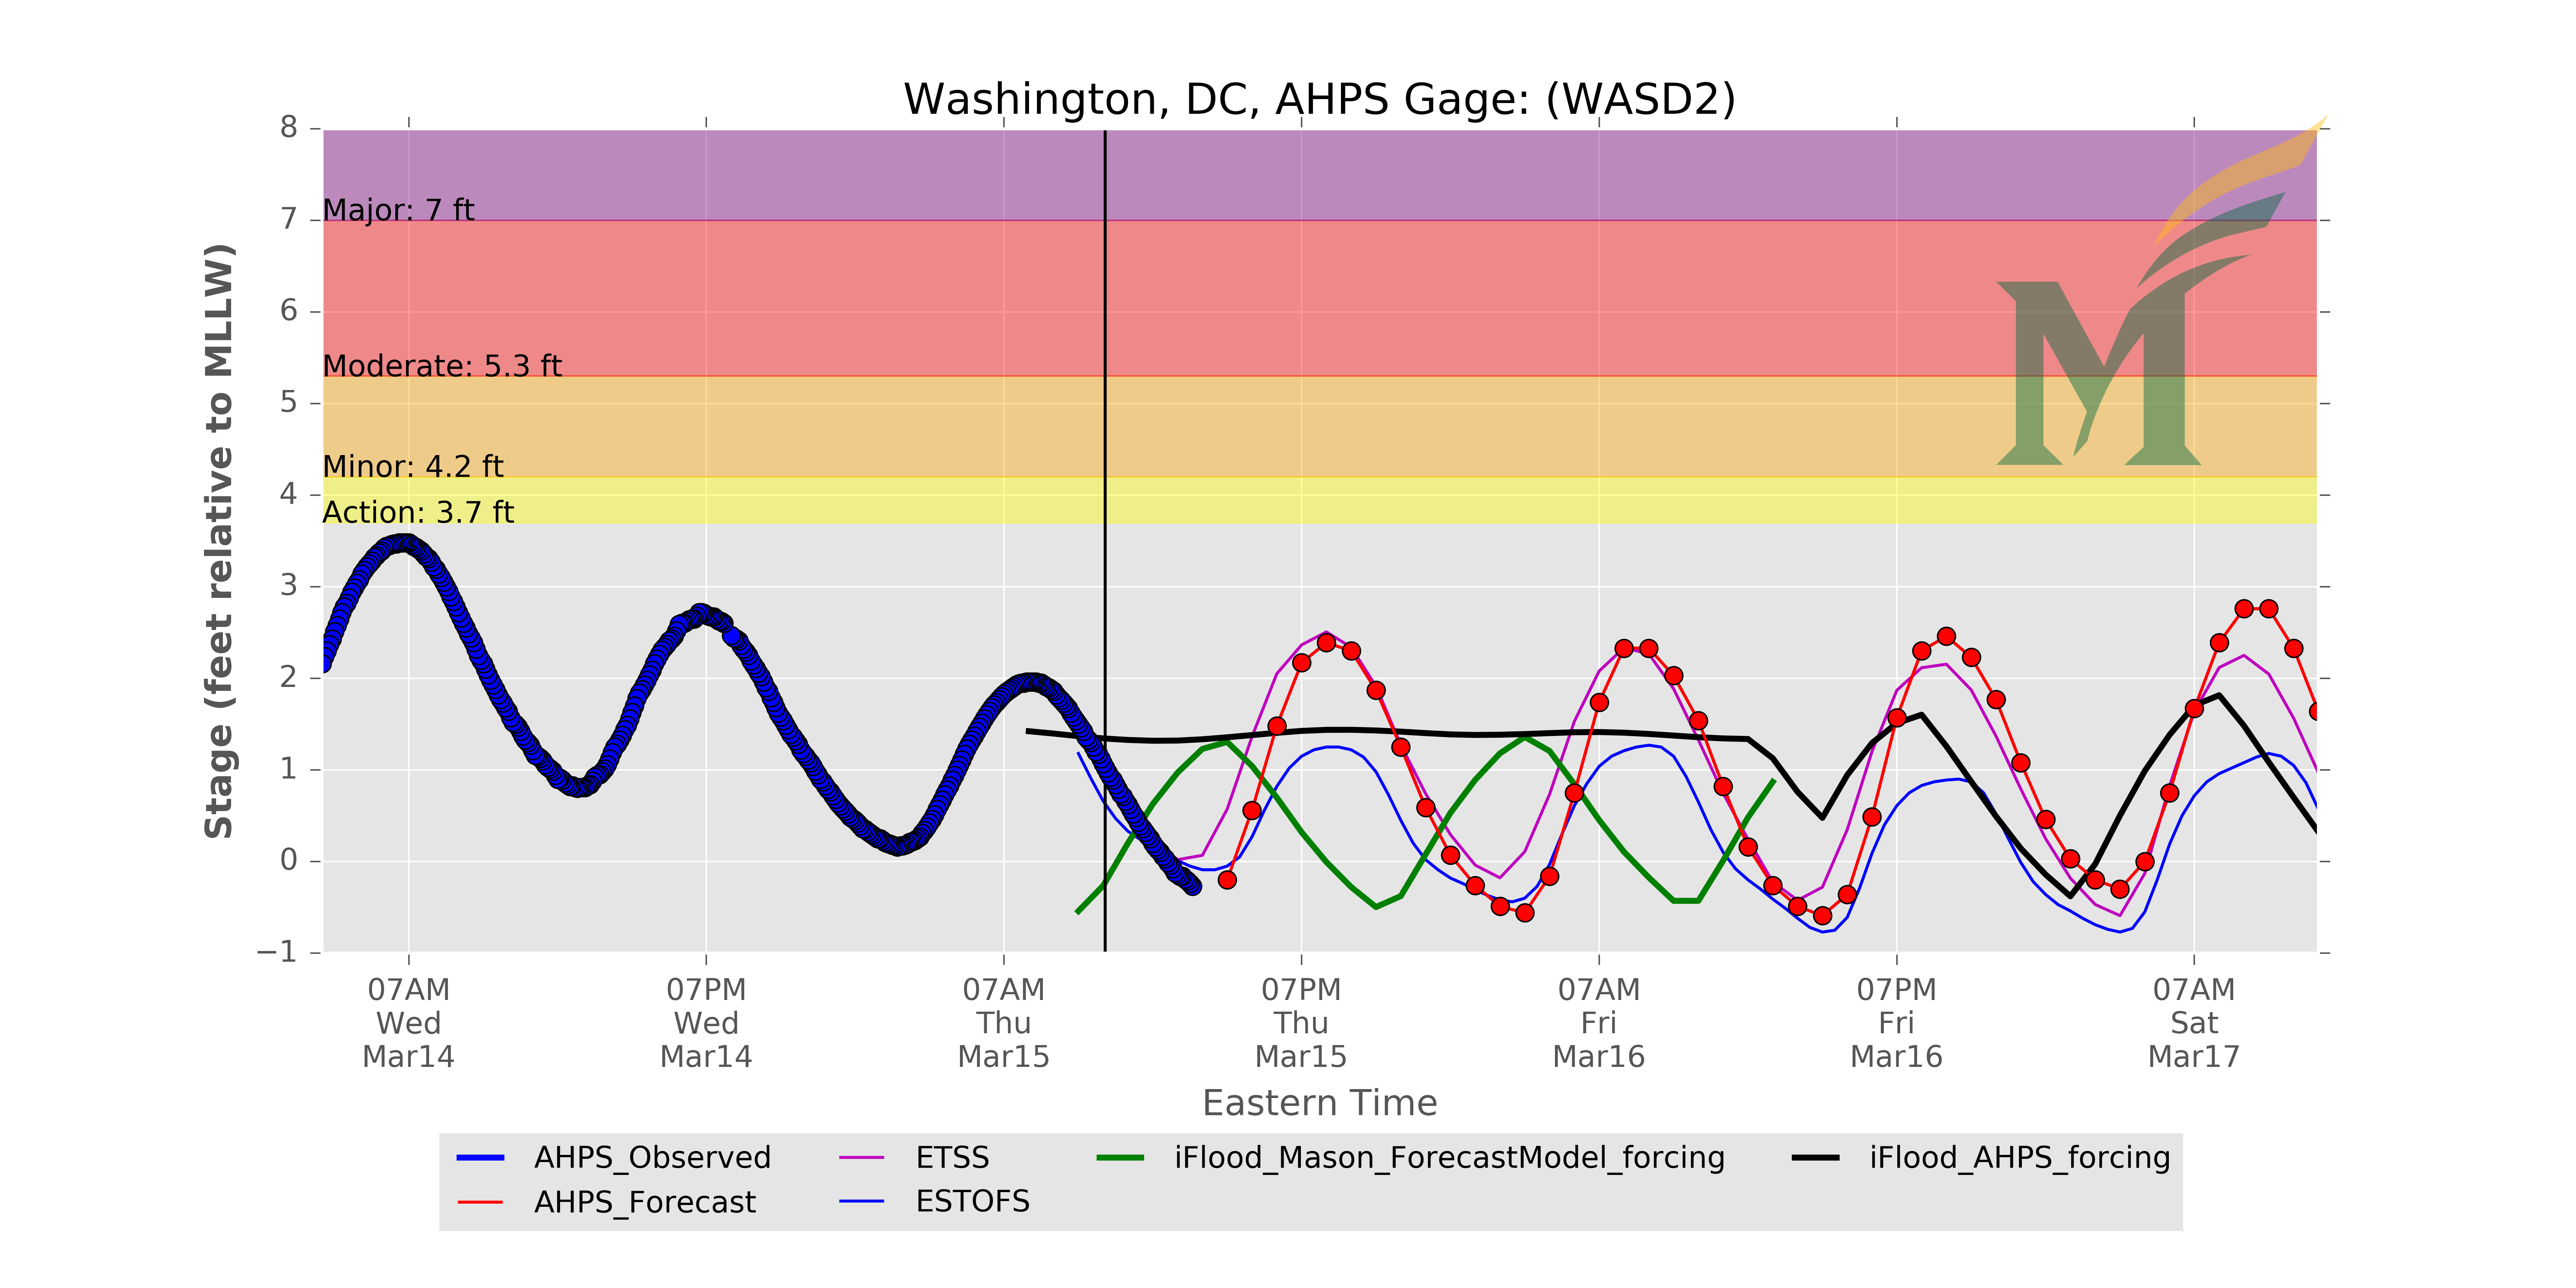 Washington, DC, AHPS Gage: (WASD2)
Stage (feet relative to MLLW)
8
7
6
5
4
3
2
1
0
−1
Major: 7 ft
Moderate: 5.3 ft
Minor: 4.2 ft
Action: 3.7 ft
M
07AM 07PM 07AM 07PM 07AM 07PM 07AM
Wed Wed Thu Thu Fri Fri Sat
Mar14 Mar14 Mar15 Mar15 Mar16 Mar16 Mar17
Eastern Time
AHPS_Observed ETSS iFlood_Mason_ForecastModel_forcing iFlood_AHPS_forcing
AHPS_Forecast ESTOFS